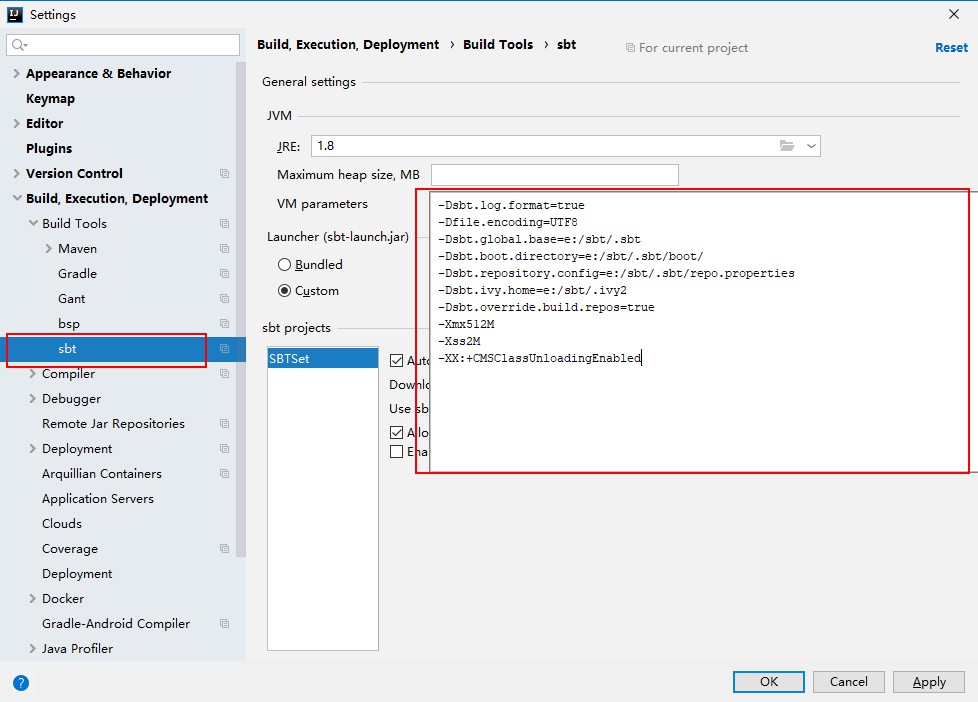 Settings
Build, Execution, Deployment › Build Tools › sbt
For current project
Reset
Appearance & Behavior
Keymap
Editor
Plugins
Version Control
Build, Execution, Deployment
Build Tools
Maven
Gradle
Gant
bsp
sbt
Compiler
Debugger
Remote Jar Repositories
Deployment
Arquillian Containers
Application Servers
Clouds
Coverage
Deployment
Docker
Gradle-Android Compiler
Java Profiler
General settings
JVM
JRE: 1.8
Maximum heap size, MB
VM parameters
-Dsbt.log.format=true
-Dfile.encoding=UTF8
-Dsbt.global.base=e:/sbt/.sbt
-Dsbt.boot.directory=e:/sbt/.sbt/boot/
-Dsbt.repository.config=e:/sbt/.sbt/repo.properties
-Dsbt.ivy.home=e:/sbt/.ivy2
-Dsbt.override.build.repos=true
-Xmx512M
-Xss2M
-XX:+CMSClassUnloadingEnabled
Launcher (sbt-launch.jar)
Bundled
Custom
sbt projects
SBTSet
Auto
Downlo
Use sb
Allo
Ena
?
OK
Cancel
Apply